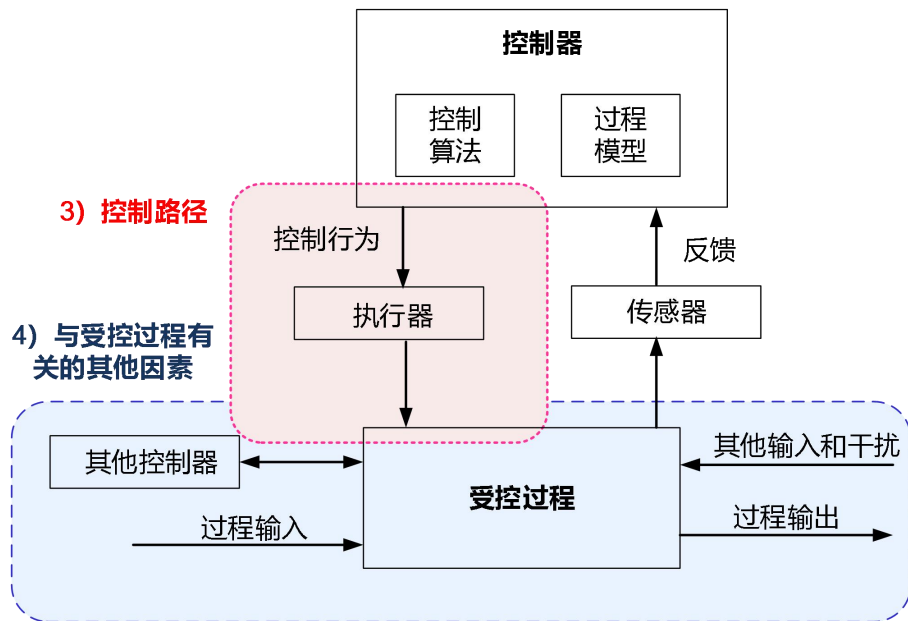 控制器
控制
算法
过程
模型
3）控制路径
控制行为
反馈
执行器
传感器
4）与受控过程有
关的其他因素
其他控制器
其他输入和干扰
受控过程
过程输入
过程输出